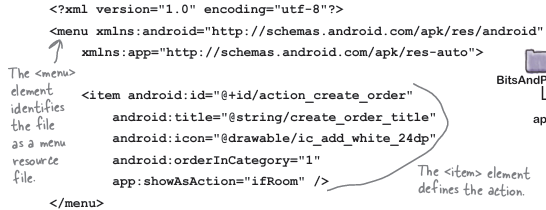 <?xml version="1.0" encoding="utf-8"?>
<menu xmlns:android="http://schemas.android.com/apk/res/android"
xmlns:app="http://schemas.android.com/apk/res-auto">
The <menu>
element
identifies
the file
as a menu
resource
file.
<item android:id="@+id/action_create_order"
android:title="@string/create_order_title"
android:icon="@drawable/ic_add_white_24dp"
android:orderInCategory="1"
app:showAsAction="ifRoom" />
</menu>
The <item> element
defines the action.
BitsAndP
ap